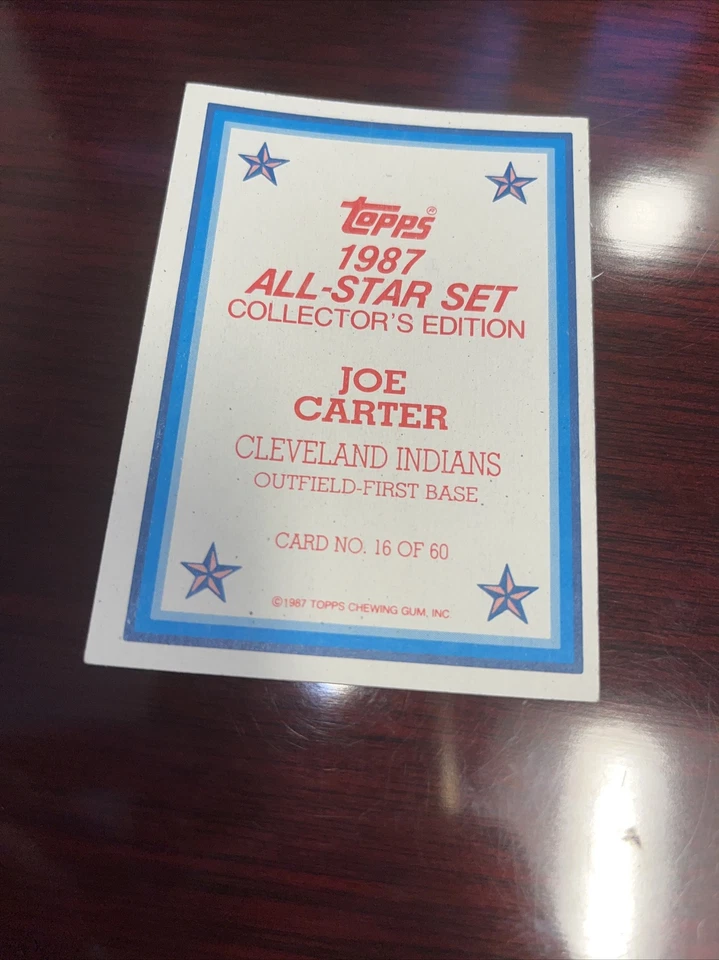 topps®
1987
ALL-STAR SET
COLLECTOR'S EDITION
JOE
CARTER
CLEVELAND INDIANS
OUTFIELD-FIRST BASE
CARD NO. 16 OF 60
©1987 TOPPS CHEWING GUM, INC.